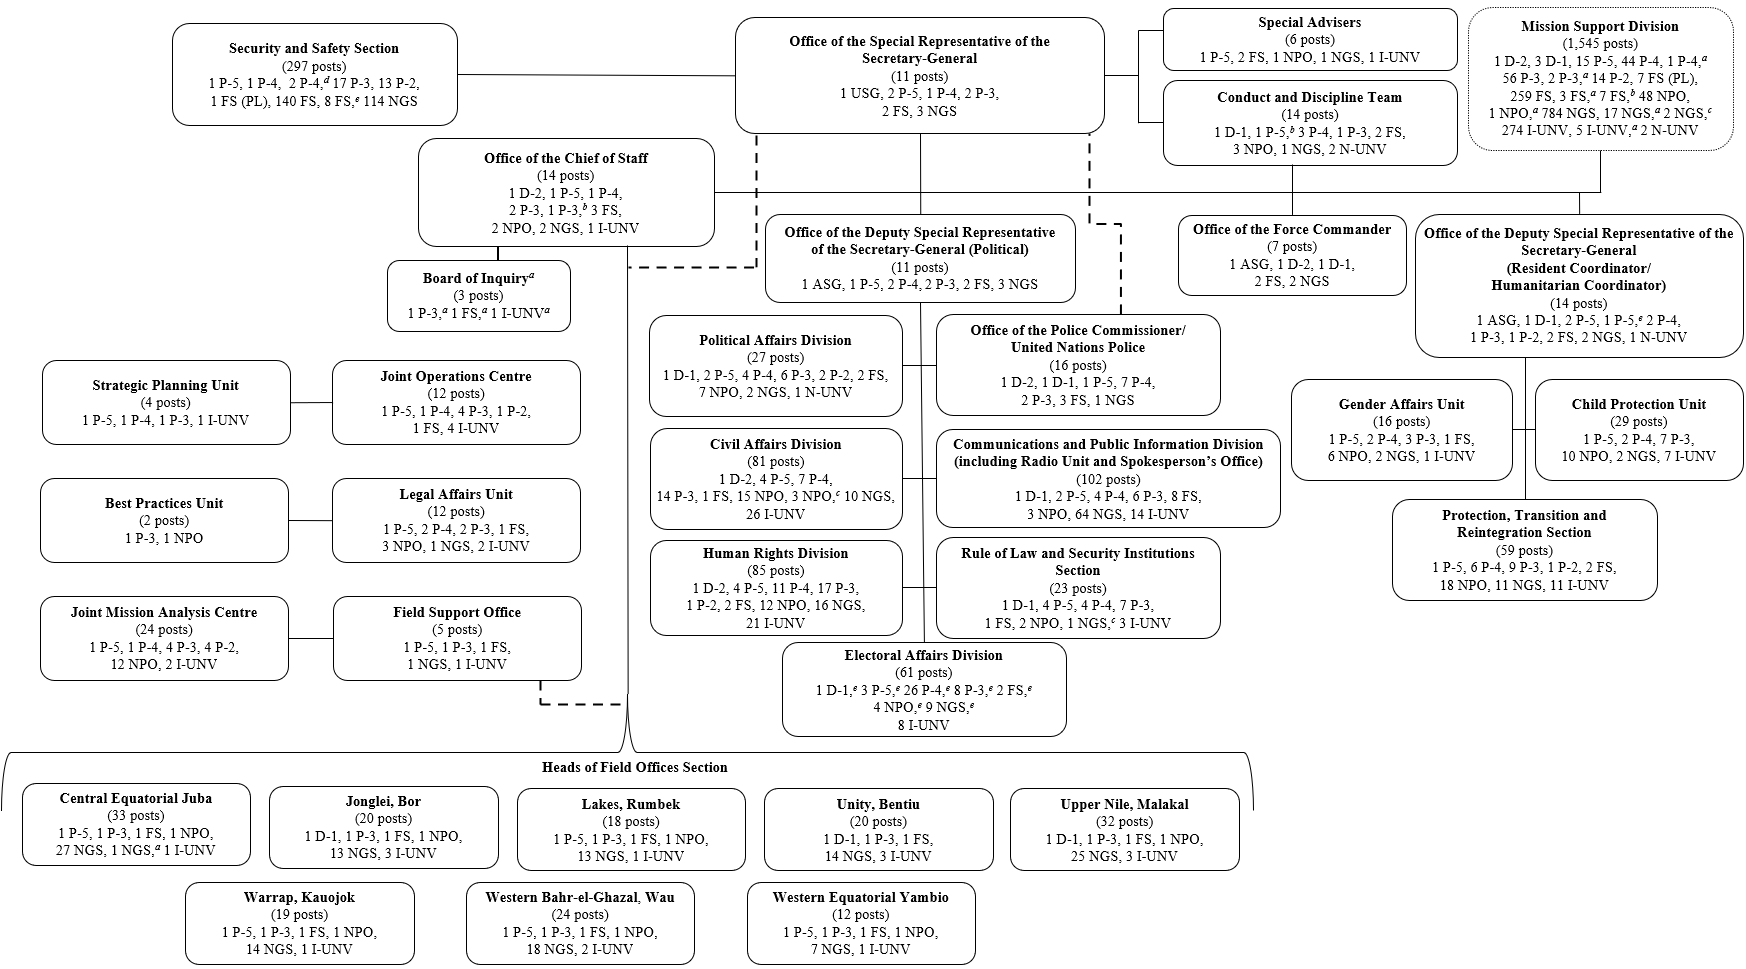 Security and Safety Section
(297 posts)
1 P-5, 1 P-4, 2 P-4,d 17 P-3, 13 P-2,
1 FS (PL), 140 FS, 8 FS,e 114 NGS
Office of the Special Representative of the
Secretary-General
(11 posts)
1 USG, 2 P-5, 1 P-4, 2 P-3,
2 FS, 3 NGS
Special Advisers
(6 posts)
1 P-5, 2 FS, 1 NPO, 1 NGS, 1 I-UNV
Conduct and Discipline Team
(14 posts)
1 D-1, 1 P-5,b 3 P-4, 1 P-3, 2 FS,
3 NPO, 1 NGS, 2 N-UNV
Mission Support Division
(1,545 posts)
1 D-2, 3 D-1, 15 P-5, 44 P-4, 1 P-4,a
56 P-3, 2 P-3,a 14 P-2, 7 FS (PL),
259 FS, 3 FS,a 7 FS,b 48 NPO,
1 NPO,a 784 NGS, 17 NGS,a 2 NGS,c
274 I-UNV, 5 I-UNV,a 2 N-UNV
Office of the Chief of Staff
(14 posts)
1 D-2, 1 P-5, 1 P-4,
2 P-3, 1 P-3,b 3 FS,
2 NPO, 2 NGS, 1 I-UNV
Board of Inquirya
(3 posts)
1 P-3,a 1 FS,a 1 I-UNVa
Office of the Deputy Special Representative
of the Secretary-General (Political)
(11 posts)
1 ASG, 1 P-5, 2 P-4, 2 P-3, 2 FS, 3 NGS
Office of the Force Commander
(7 posts)
1 ASG, 1 D-2, 1 D-1,
2 FS, 2 NGS
Office of the Deputy Special Representative of the
Secretary-General
(Resident Coordinator/
Humanitarian Coordinator)
(14 posts)
1 ASG, 1 D-1, 2 P-5, 1 P-5,e 2 P-4,
1 P-3, 1 P-2, 2 FS, 2 NGS, 1 N-UNV
Strategic Planning Unit
(4 posts)
1 P-5, 1 P-4, 1 P-3, 1 I-UNV
Joint Operations Centre
(12 posts)
1 P-5, 1 P-4, 4 P-3, 1 P-2,
1 FS, 4 I-UNV
Political Affairs Division
(27 posts)
1 D-1, 2 P-5, 4 P-4, 6 P-3, 2 P-2, 2 FS,
7 NPO, 2 NGS, 1 N-UNV
Office of the Police Commissioner/
United Nations Police
(16 posts)
1 D-2, 1 D-1, 1 P-5, 7 P-4,
2 P-3, 3 FS, 1 NGS
Gender Affairs Unit
(16 posts)
1 P-5, 2 P-4, 3 P-3, 1 FS,
6 NPO, 2 NGS, 1 I-UNV
Child Protection Unit
(29 posts)
1 P-5, 2 P-4, 7 P-3,
10 NPO, 2 NGS, 7 I-UNV
Best Practices Unit
(2 posts)
1 P-3, 1 NPO
Legal Affairs Unit
(12 posts)
1 P-5, 2 P-4, 2 P-3, 1 FS,
3 NPO, 1 NGS, 2 I-UNV
Civil Affairs Division
(81 posts)
1 D-2, 4 P-5, 7 P-4,
14 P-3, 1 FS, 15 NPO, 3 NPO,c 10 NGS,
26 I-UNV
Communications and Public Information Division
(including Radio Unit and Spokesperson's Office)
(102 posts)
1 D-1, 2 P-5, 4 P-4, 6 P-3, 8 FS,
3 NPO, 64 NGS, 14 I-UNV
Protection, Transition and
Reintegration Section
(59 posts)
1 P-5, 6 P-4, 9 P-3, 1 P-2, 2 FS,
18 NPO, 11 NGS, 11 I-UNV
Joint Mission Analysis Centre
(24 posts)
1 P-5, 1 P-4, 4 P-3, 4 P-2,
12 NPO, 2 I-UNV
Field Support Office
(5 posts)
1 P-5, 1 P-3, 1 FS,
1 NGS, 1 I-UNV
Human Rights Division
(85 posts)
1 D-2, 4 P-5, 11 P-4, 17 P-3,
1 P-2, 2 FS, 12 NPO, 16 NGS,
21 I-UNV
Rule of Law and Security Institutions
Section
(23 posts)
1 D-1, 4 P-5, 4 P-4, 7 P-3,
1 FS, 2 NPO, 1 NGS,c 3 I-UNV
Electoral Affairs Division
(61 posts)
1 D-1,e 3 P-5,e 26 P-4,e 8 P-3,e 2 FS,e
4 NPO,e 9 NGS,e
8 I-UNV
Heads of Field Offices Section
Central Equatorial Juba
(33 posts)
1 P-5, 1 P-3, 1 FS, 1 NPO,
27 NGS, 1 NGS,a 1 I-UNV
Jonglei, Bor
(20 posts)
1 D-1, 1 P-3, 1 FS, 1 NPO,
13 NGS, 3 I-UNV
Lakes, Rumbek
(18 posts)
1 P-5, 1 P-3, 1 FS, 1 NPO,
13 NGS, 1 I-UNV
Unity, Bentiu
(20 posts)
1 D-1, 1 P-3, 1 FS,
14 NGS, 3 I-UNV
Upper Nile, Malakal
(32 posts)
1 D-1, 1 P-3, 1 FS, 1 NPO,
25 NGS, 3 I-UNV
Warrap, Kauojok
(19 posts)
1 P-5, 1 P-3, 1 FS, 1 NPO,
14 NGS, 1 I-UNV
Western Bahr-el-Ghazal, Wau
(24 posts)
1 P-5, 1 P-3, 1 FS, 1 NPO,
18 NGS, 2 I-UNV
Western Equatorial Yambio
(12 posts)
1 P-5, 1 P-3, 1 FS, 1 NPO,
7 NGS, 1 I-UNV